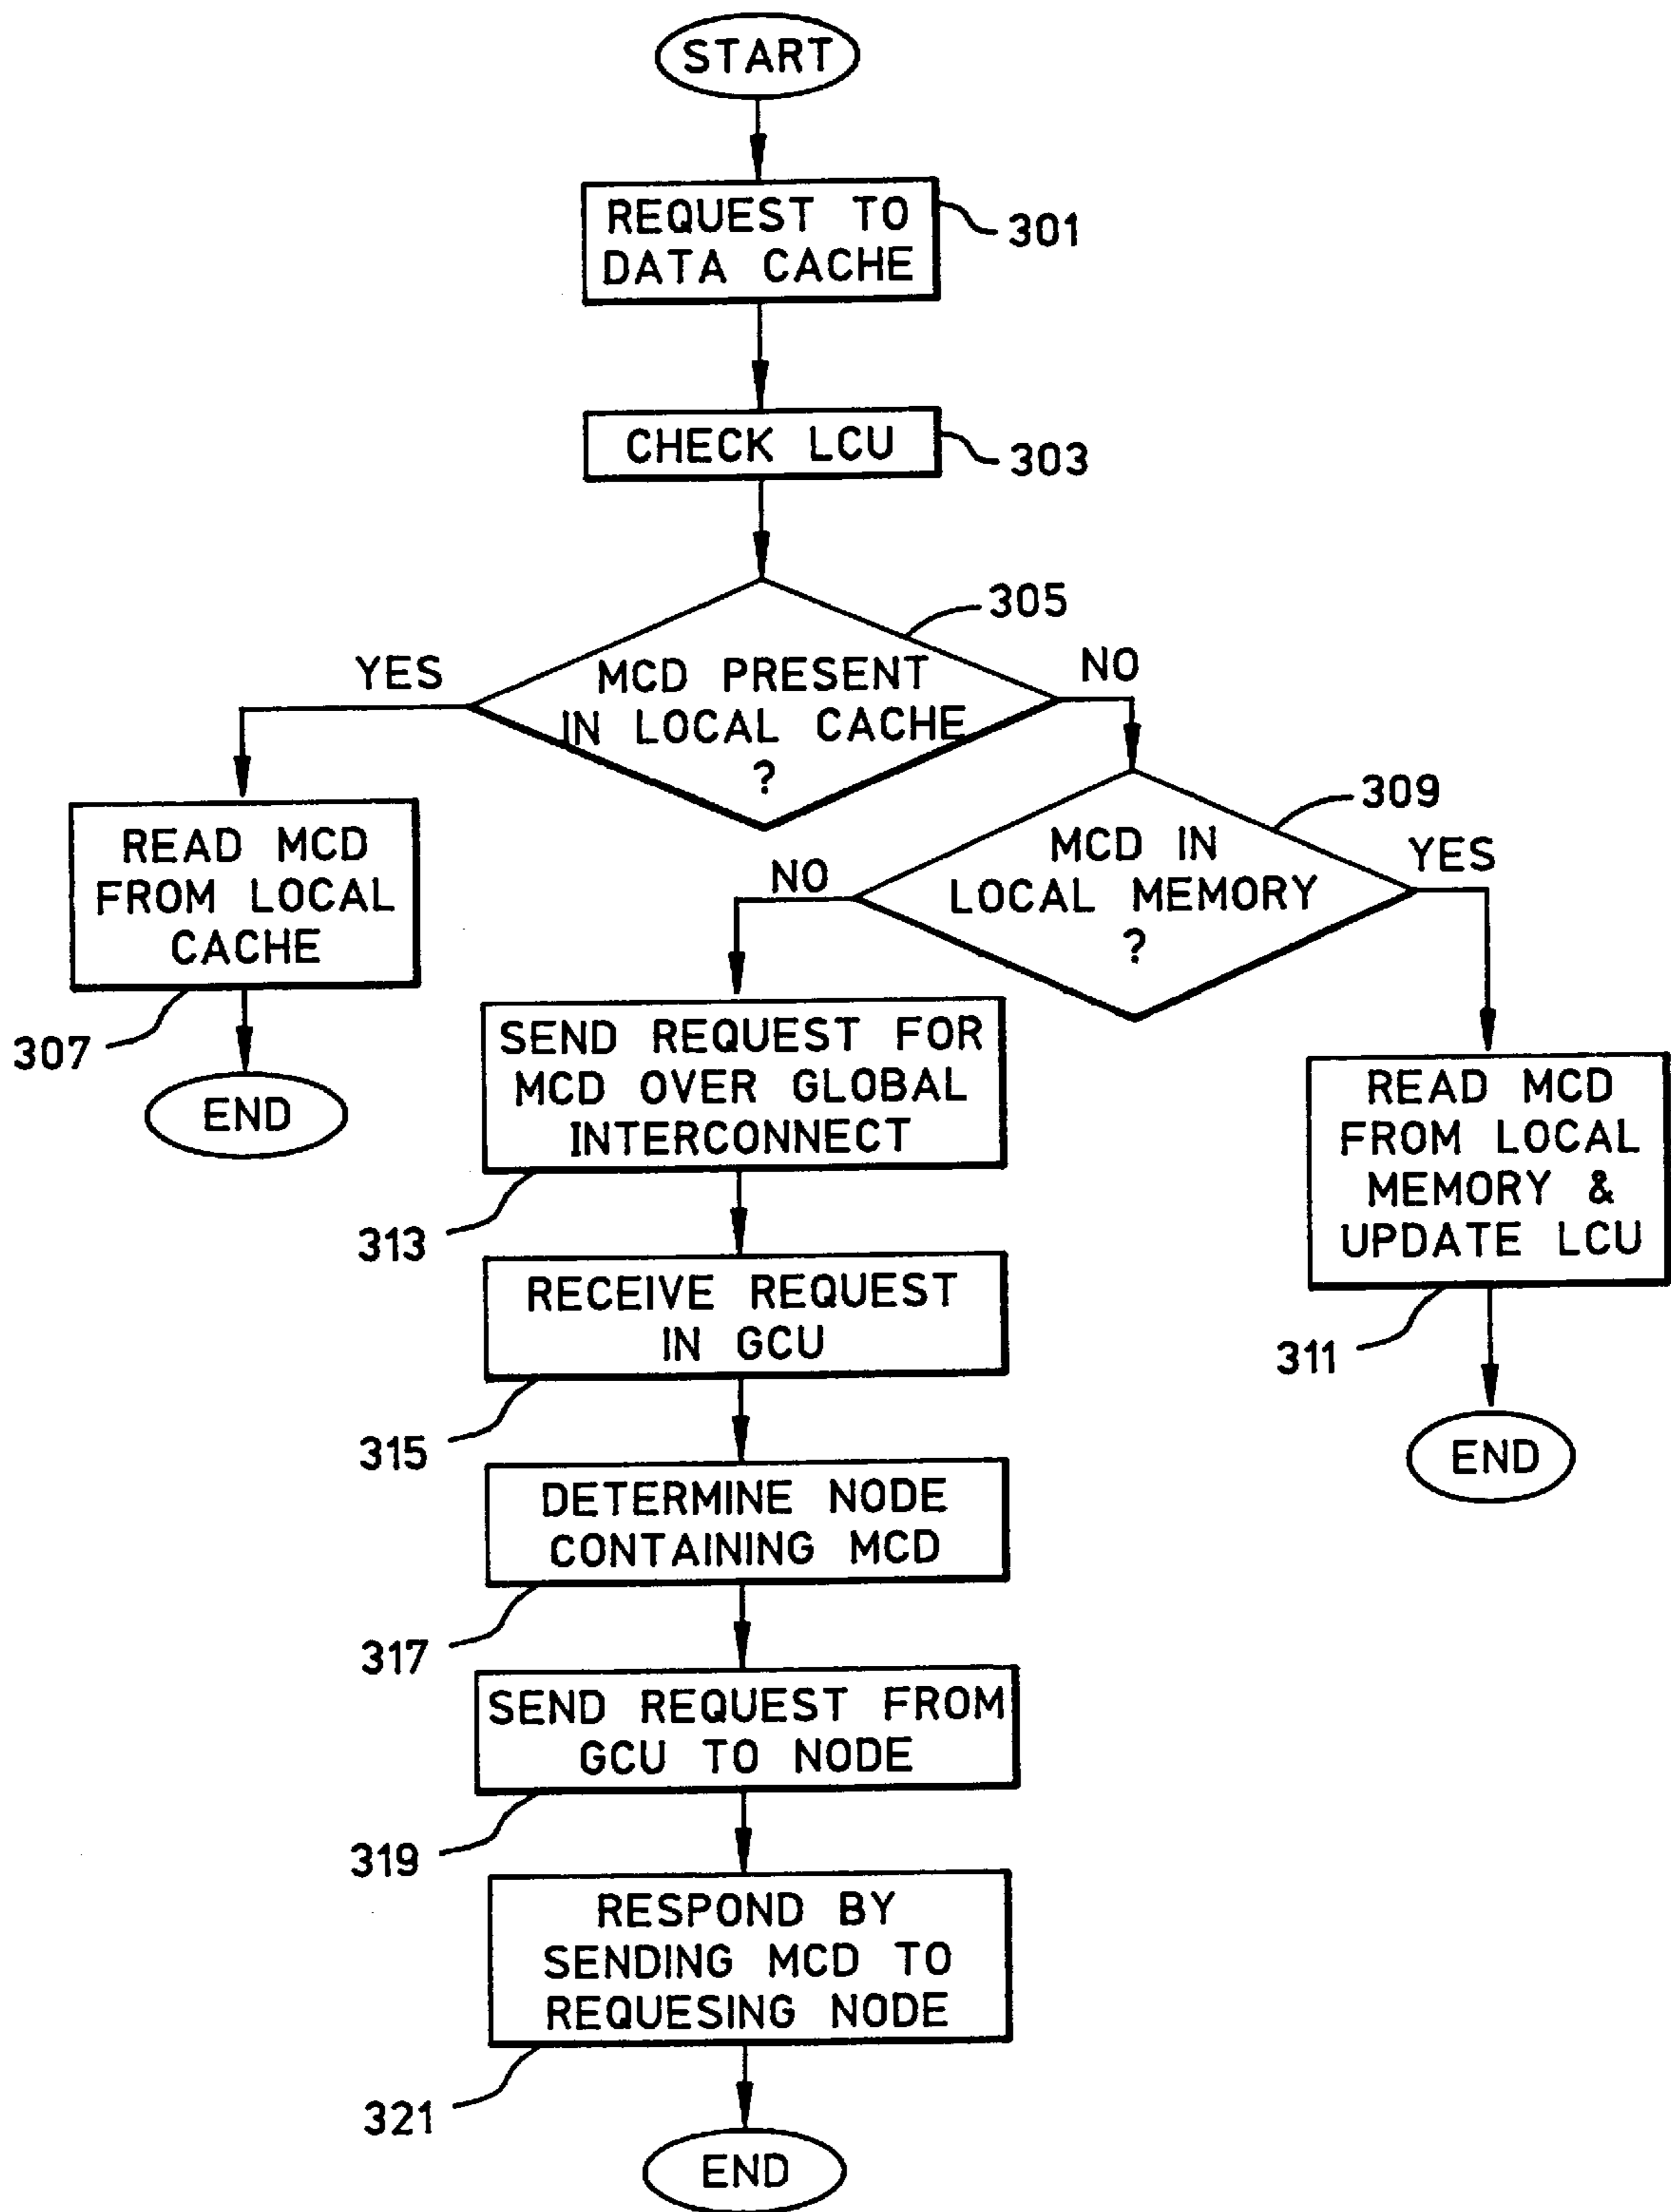 START
REQUEST TO
DATA CACHE
301
CHECK LCU
303
305
MCD PRESENT
IN LOCAL CACHE
?
YES
NO
309
MCD IN
LOCAL MEMORY
?
NO
YES
READ MCD
FROM LOCAL
CACHE
307
END
SEND REQUEST FOR
MCD OVER GLOBAL
INTERCONNECT
313
READ MCD
FROM LOCAL
MEMORY &
UPDATE LCU
311
END
RECEIVE REQUEST
IN GCU
315
DETERMINE NODE
CONTAINING MCD
317
SEND REQUEST FROM
GCU TO NODE
319
RESPOND BY
SENDING MCD TO
REQUESING NODE
321
END